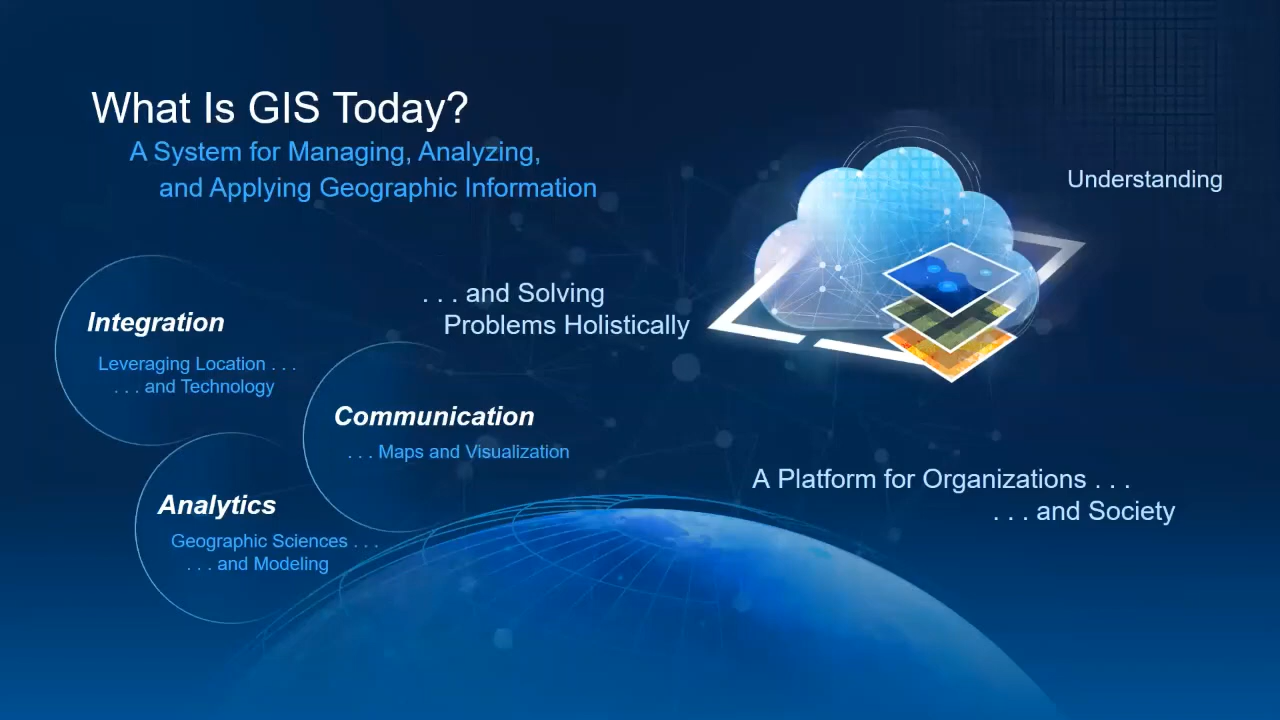 What Is GIS Today?
A System for Managing, Analyzing,
and Applying Geographic Information
Understanding
. . . and Solving
Problems Holistically
Integration
Leveraging Location . . .
. . . and Technology
Communication
. . . Maps and Visualization
Analytics
Geographic Sciences . . .
. . . and Modeling
A Platform for Organizations . . .
. . . and Society